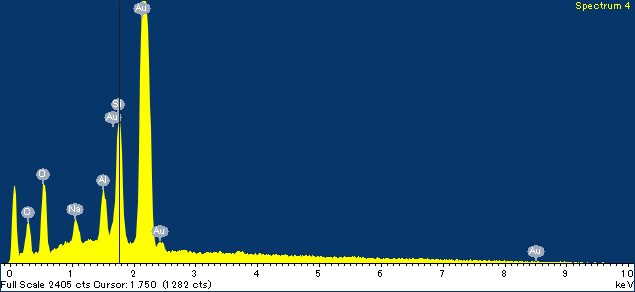 Spectrum 4
Au
Si
Au
O
Al
Na
C
Au
Au
0 1 2 3 4 5 6 7 8 9 10
Full Scale 2405 cts Cursor: 1.750 (1282 cts) keV